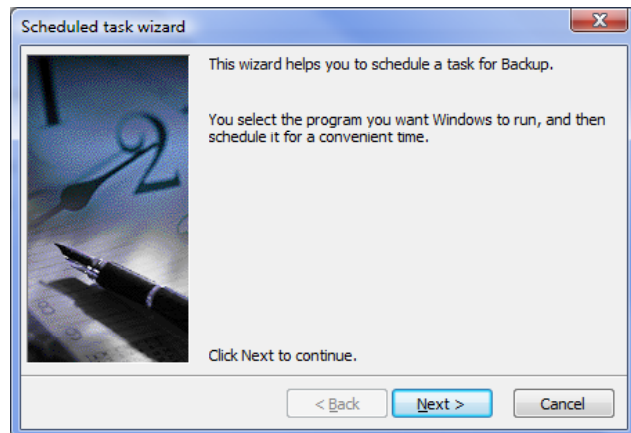 Scheduled task wizard
This wizard helps you to schedule a task for Backup.
You select the program you want Windows to run, and then
schedule it for a convenient time.
Click Next to continue.
< Back
Next >
Cancel